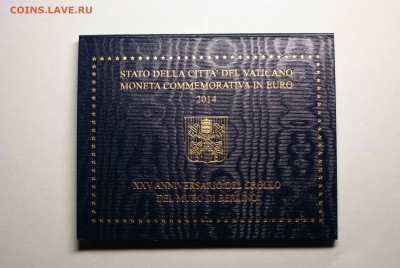 COINS.LAVE.RU
STATO DELLA CITTA' DEL VATICANO
MONETA COMMEMORATIVA IN EURO
2014
XXV ANNIVERSARIO DEL CROLLO
DEL MURO DI BERLINO